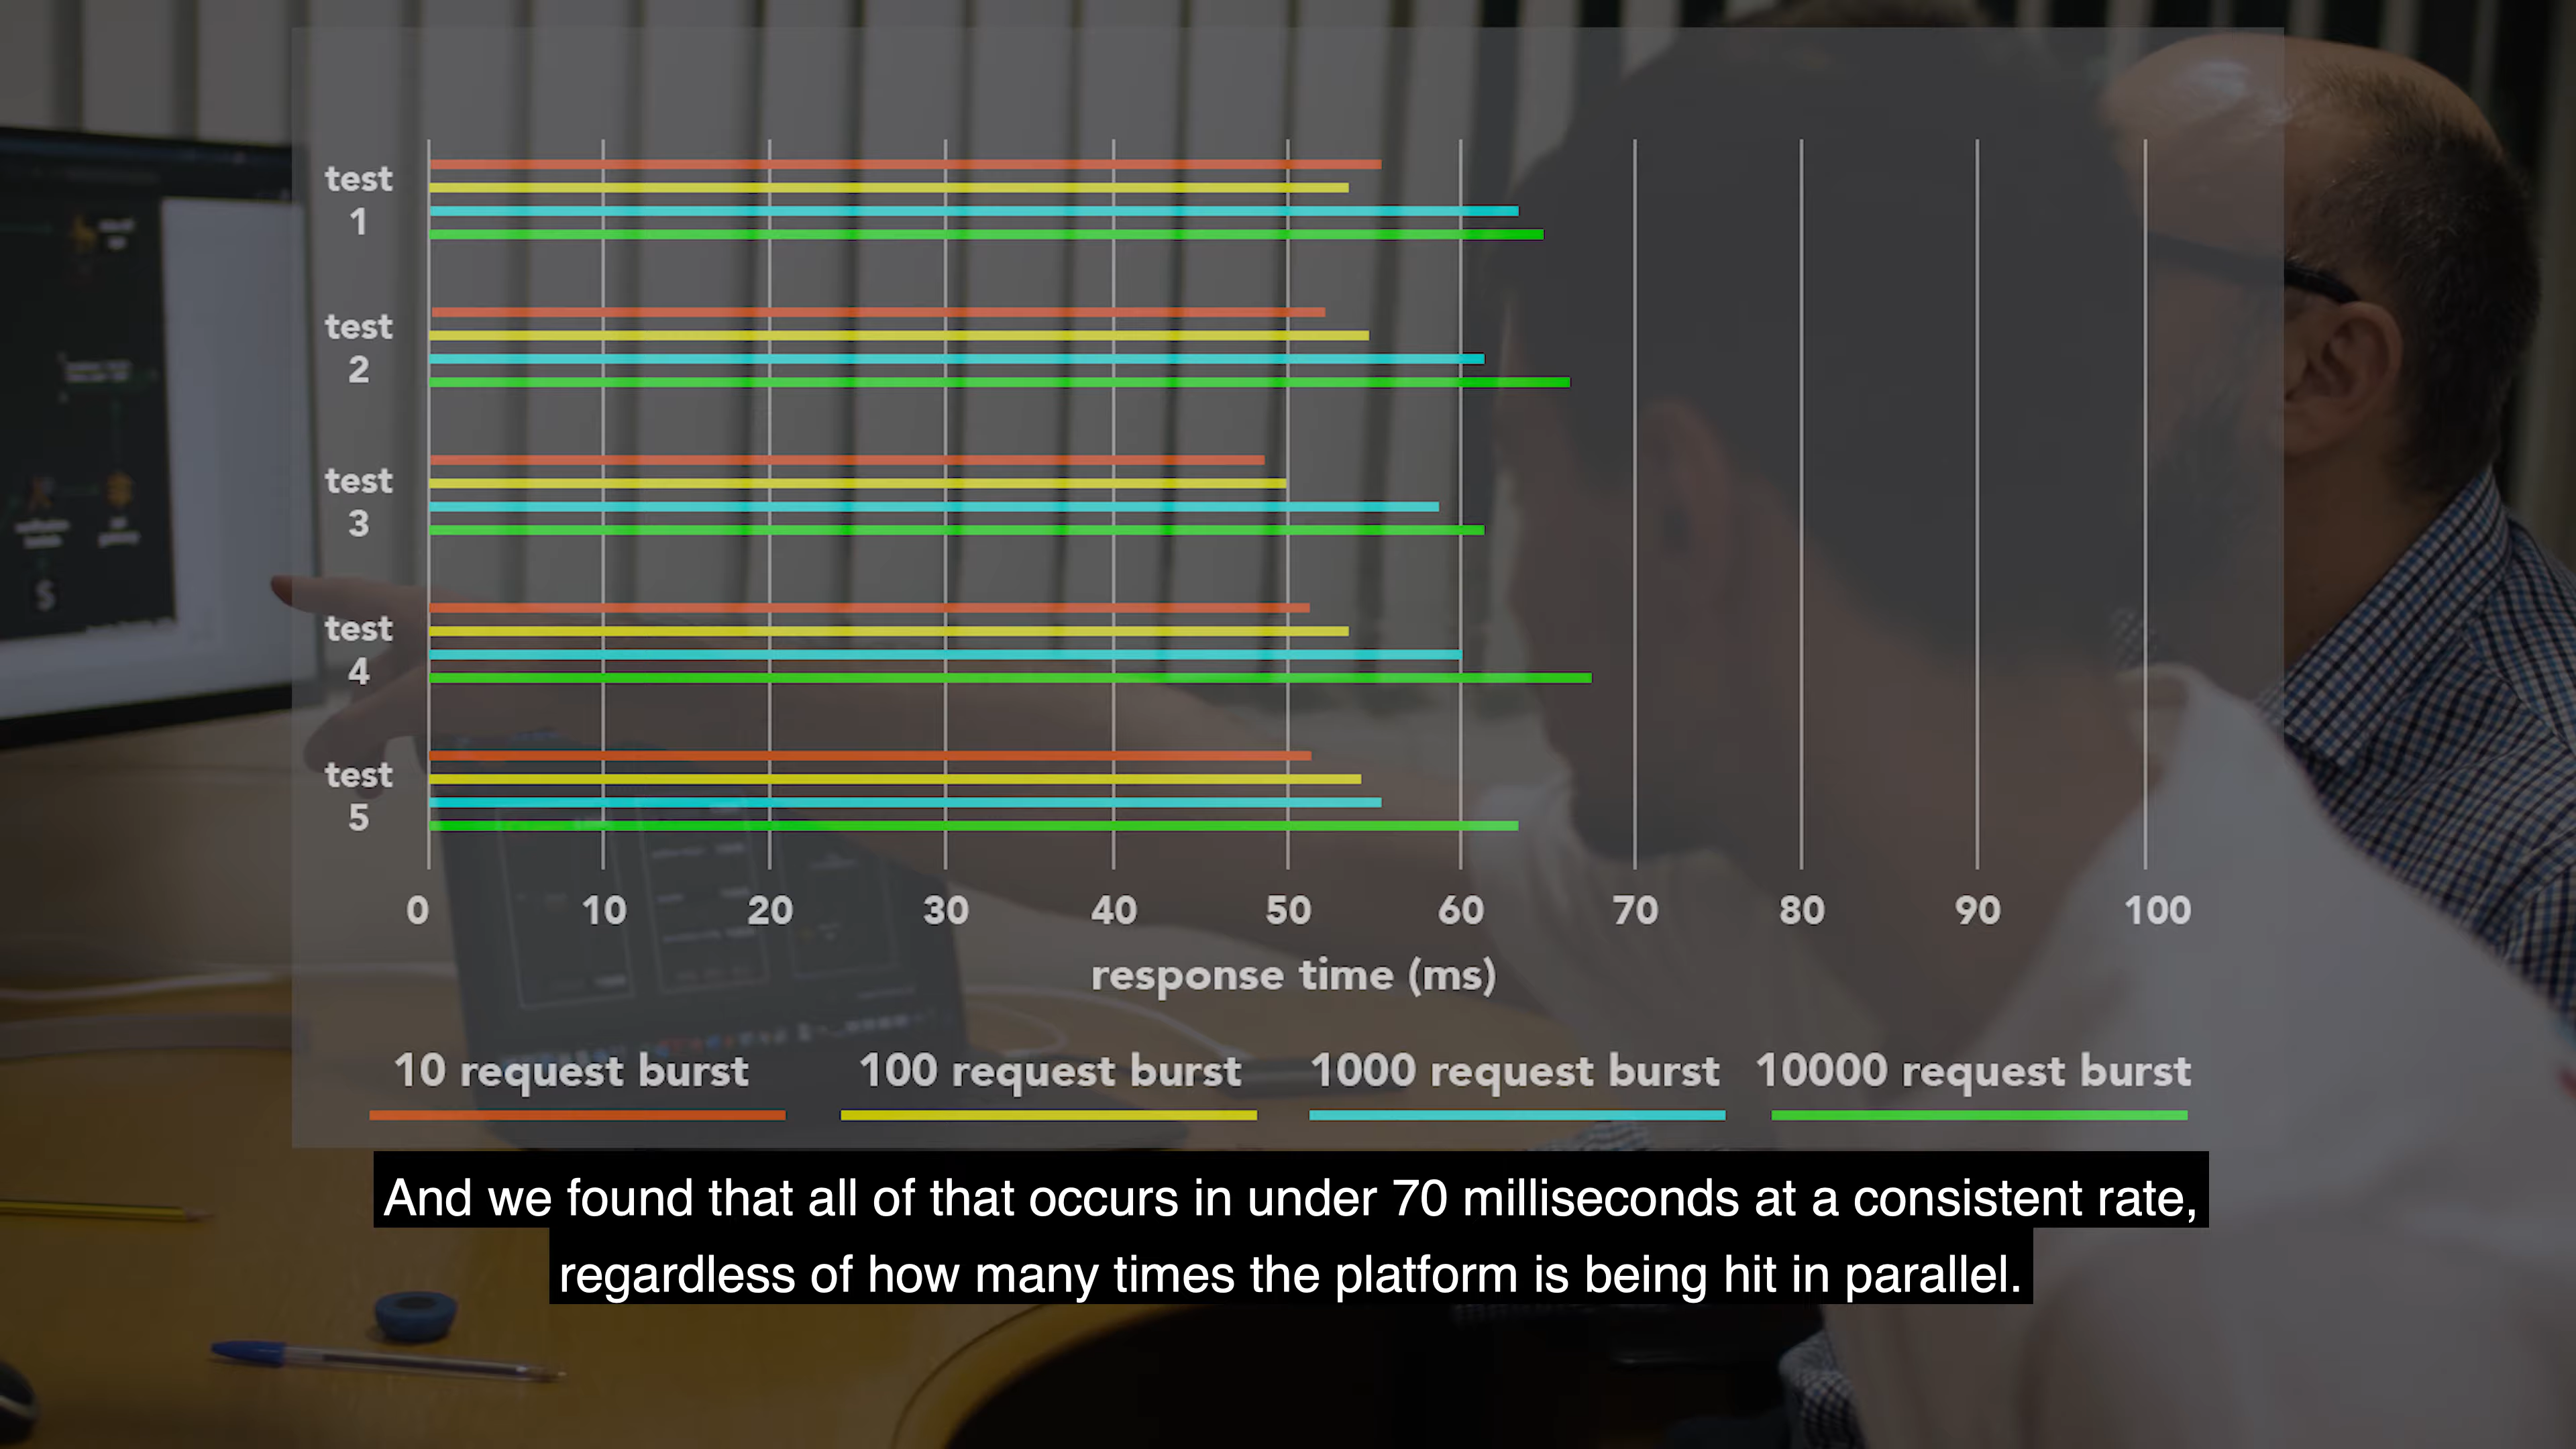 test
1
test
2
test
3
test
4
test
5
0 10 20 30 40 50 60 70 80 90 100
response time (ms)
10 request burst 100 request burst 1000 request burst 10000 request burst
And we found that all of that occurs in under 70 milliseconds at a consistent rate,
regardless of how many times the platform is being hit in parallel.